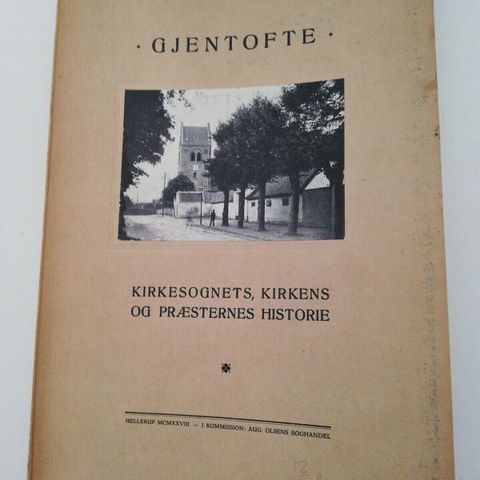 · GJENTOFTE ·
KIRKESOGNETS, KIRKENS
OG PRÆSTERNES HISTORIE
HELLERUP MCMXXVIII — I KOMMISSION: AUG. OLSENS BOGHANDEL